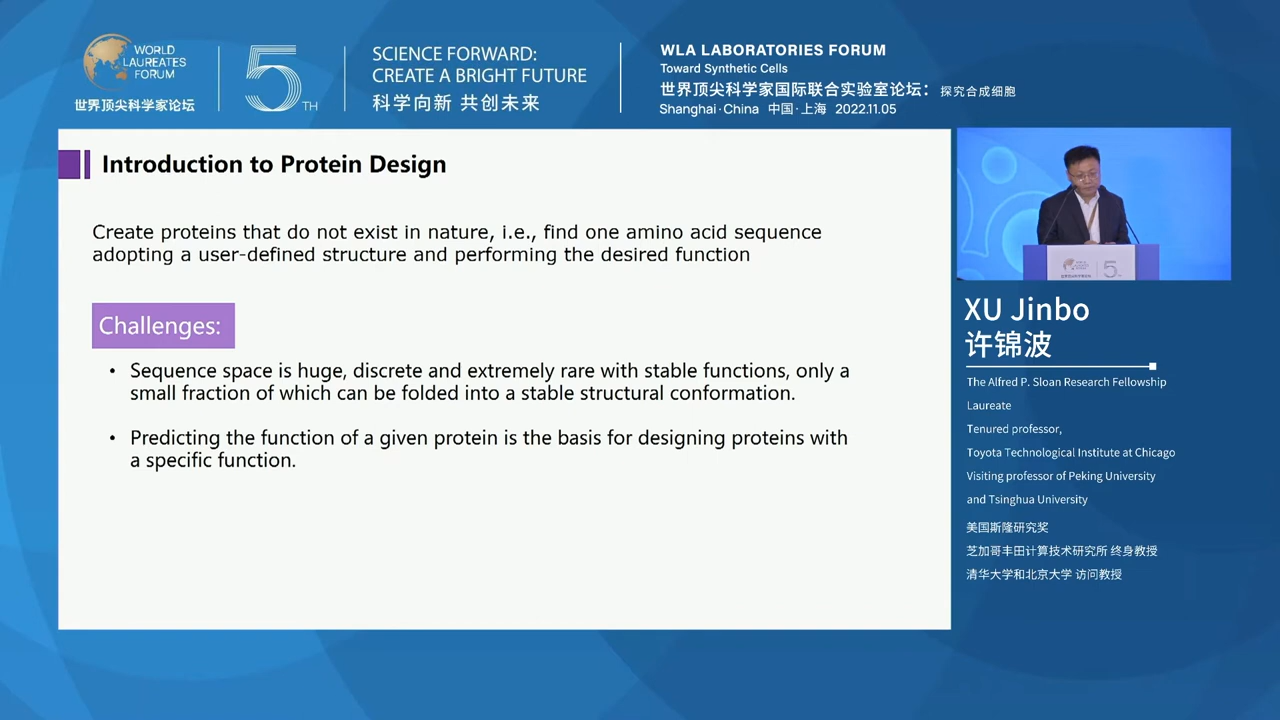 WORLD
LAUREATES
FORUM
世界顶尖科学家论坛
5TH
SCIENCE FORWARD:
CREATE A BRIGHT FUTURE
科学向新 共创未来
WLA LABORATORIES FORUM
Toward Synthetic Cells
世界顶尖科学家国际联合实验室论坛： 探究合成细胞
Shanghai·China 中国·上海 2022.11.05
Introduction to Protein Design
Create proteins that do not exist in nature, i.e., find one amino acid sequence
adopting a user-defined structure and performing the desired function
Challenges:
• Sequence space is huge, discrete and extremely rare with stable functions, only a
small fraction of which can be folded into a stable structural conformation.
• Predicting the function of a given protein is the basis for designing proteins with
a specific function.
5
XU Jinbo
许锦波
The Alfred P. Sloan Research Fellowship
Laureate
Tenured professor,
Toyota Technological Institute at Chicago
Visiting professor of Peking University
and Tsinghua University
美国斯隆研究奖
芝加哥丰田计算技术研究所 终身教授
清华大学和北京大学 访问教授